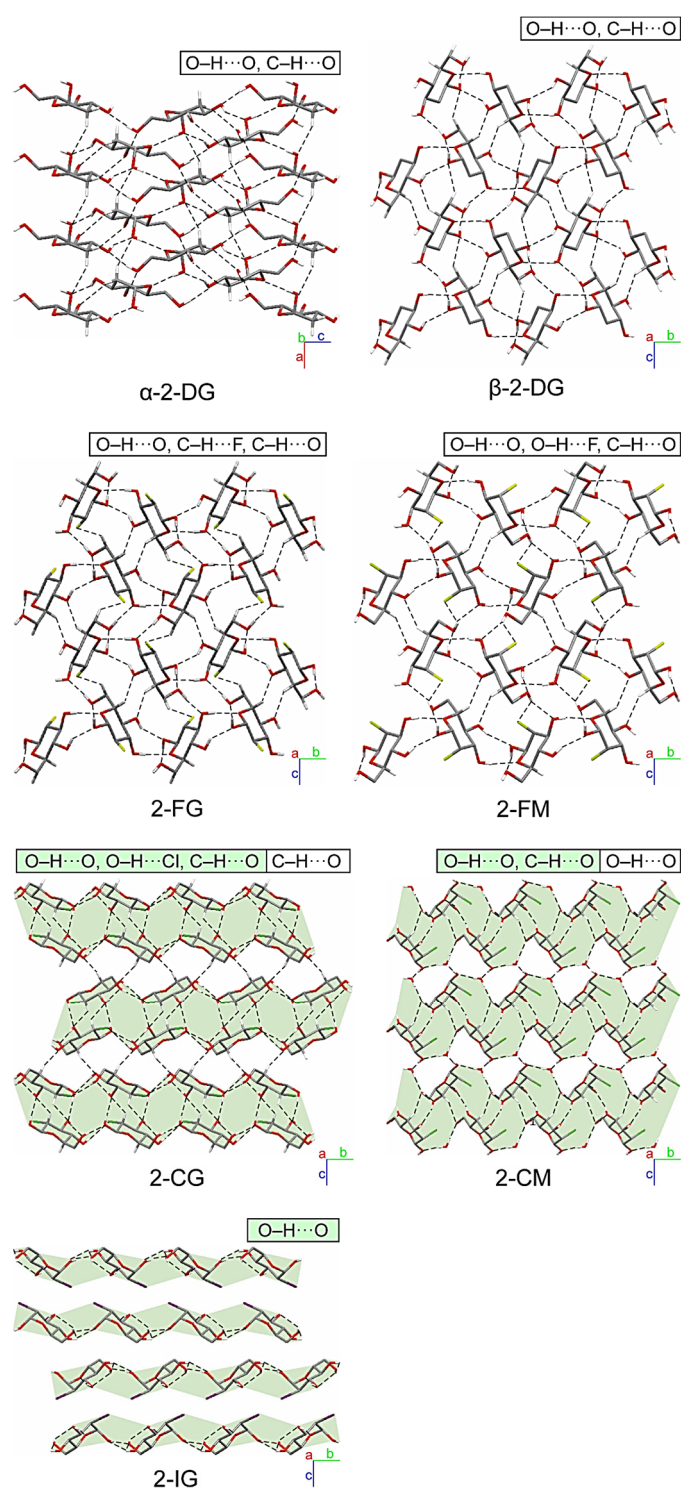 O–H···O, C–H···O
O–H···O, C–H···O
b c
a
a b
c
α-2-DG
β-2-DG
O–H···O, C–H···F, C–H···O
O–H···O, O–H···F, C–H···O
a b
c
a b
c
2-FG
2-FM
O–H···O, O–H···Cl, C–H···O C–H···O
O–H···O, C–H···O O–H···O
a b
c
a b
c
2-CG
2-CM
O–H···O
a b
c
2-IG